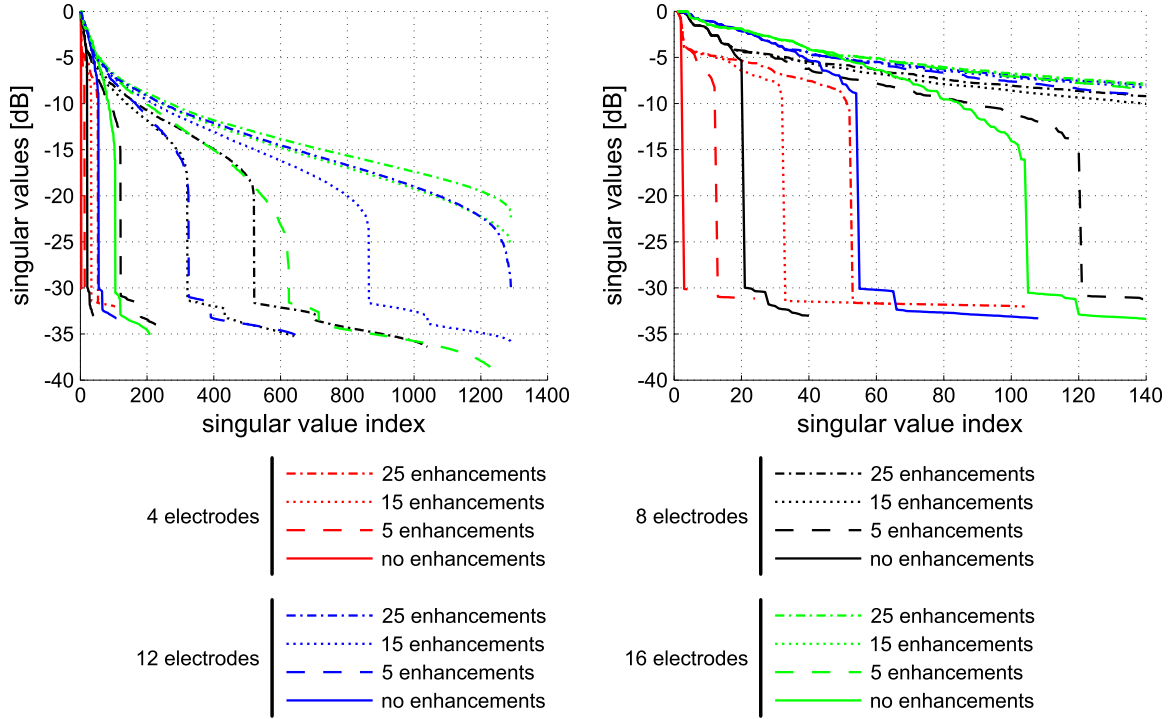 0
-5
-10
-15
-20
-25
-30
-35
-40
singular values [dB]
0 200 400 600 800 1000 1200 1400
singular value index
0
-5
-10
-15
-20
-25
-30
-35
-40
singular values [dB]
0 20 40 60 80 100 120 140
singular value index
4 electrodes
25 enhancements
15 enhancements
5 enhancements
no enhancements
8 electrodes
25 enhancements
15 enhancements
5 enhancements
no enhancements
12 electrodes
25 enhancements
15 enhancements
5 enhancements
no enhancements
16 electrodes
25 enhancements
15 enhancements
5 enhancements
no enhancements